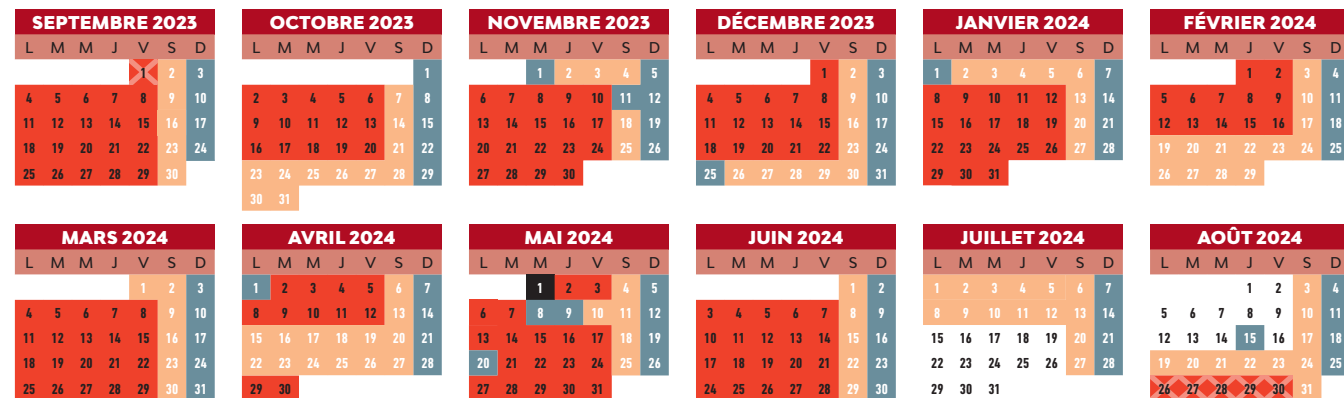 SEPTEMBRE 2023
L M M J V S D
1 2 3
4 5 6 7 8 9 10
11 12 13 14 15 16 17
18 19 20 21 22 23 24
25 26 27 28 29 30
OCTOBRE 2023
L M M J V S D
1
2 3 4 5 6 7 8
9 10 11 12 13 14 15
16 17 18 19 20 21 22
23 24 25 26 27 28 29
30 31
NOVEMBRE 2023
L M M J V S D
1 2 3 4 5
6 7 8 9 10 11 12
13 14 15 16 17 18 19
20 21 22 23 24 25 26
27 28 29 30
DÉCEMBRE 2023
L M M J V S D
1 2 3
4 5 6 7 8 9 10
11 12 13 14 15 16 17
18 19 20 21 22 23 24
25 26 27 28 29 30 31
JANVIER 2024
L M M J V S D
1 2 3 4 5 6 7
8 9 10 11 12 13 14
15 16 17 18 19 20 21
22 23 24 25 26 27 28
29 30 31
FÉVRIER 2024
L M M J V S D
1 2 3 4
5 6 7 8 9 10 11
12 13 14 15 16 17 18
19 20 21 22 23 24 25
26 27 28 29
MARS 2024
L M M J V S D
1 2 3
4 5 6 7 8 9 10
11 12 13 14 15 16 17
18 19 20 21 22 23 24
25 26 27 28 29 30 31
AVRIL 2024
L M M J V S D
1 2 3 4 5 6 7
8 9 10 11 12 13 14
15 16 17 18 19 20 21
22 23 24 25 26 27 28
29 30
MAI 2024
L M M J V S D
1 2 3 4 5
6 7 8 9 10 11 12
13 14 15 16 17 18 19
20 21 22 23 24 25 26
27 28 29 30 31
JUIN 2024
L M M J V S D
1 2
3 4 5 6 7 8 9
10 11 12 13 14 15 16
17 18 19 20 21 22 23
24 25 26 27 28 29 30
JUILLET 2024
L M M J V S D
1 2 3 4 5 6 7
8 9 10 11 12 13 14
15 16 17 18 19 20 21
22 23 24 25 26 27 28
29 30 31
AOÛT 2024
L M M J V S D
1 2 3 4
5 6 7 8 9 10 11
12 13 14 15 16 17 18
19 20 21 22 23 24 25
26 27 28 29 30 31